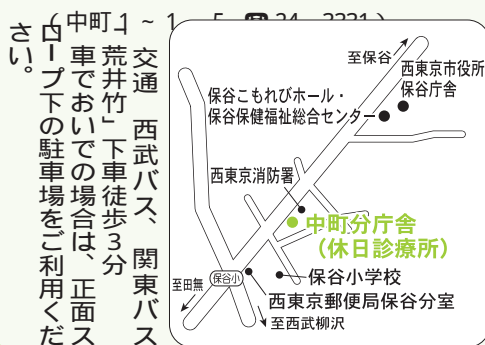 (中町1~1
交通 西武バス、関東バス
「荒井竹」下車徒歩3分
車でおいでの場合は、正面ス
ロープ下の駐車場をご利用くだ
さい。
至保谷
西東京市役所
保谷庁舎
保谷こもれびホール・
保谷保健福祉総合センター
西東京消防署
中町分庁舎
(休日診療所)
保谷小
至田無
保谷小学校
西東京郵便局保谷分室
至西武柳沢